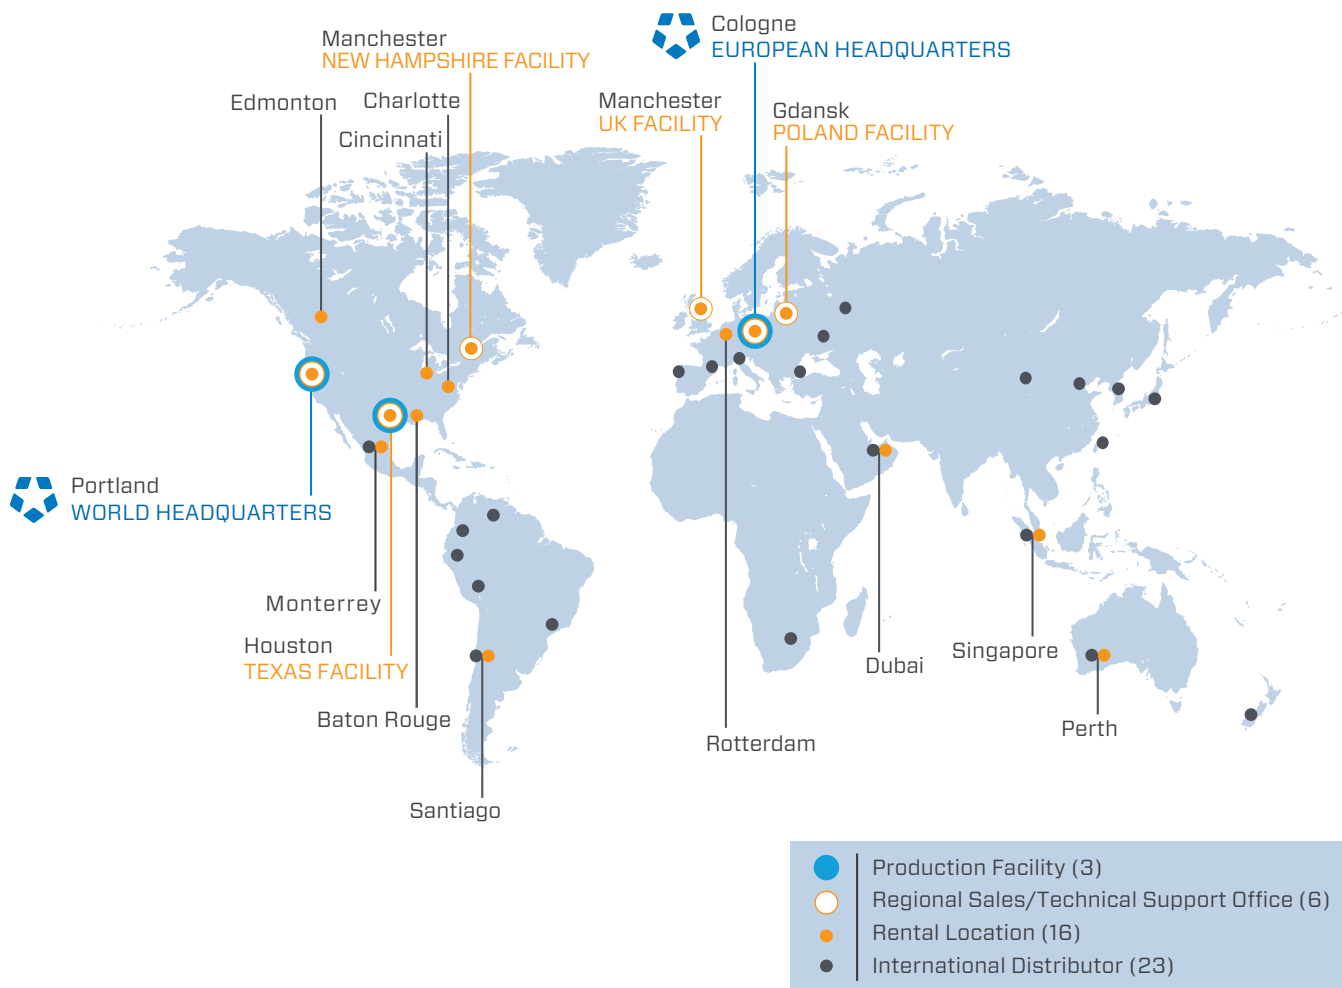 Cologne
EUROPEAN HEADQUARTERS
Manchester
NEW HAMPSHIRE FACILITY
Edmonton
Charlotte
Cincinnati
Manchester
UK FACILITY
Gdansk
POLAND FACILITY
Portland
WORLD HEADQUARTERS
Monterrey
Houston
TEXAS FACILITY
Baton Rouge
Santiago
Rotterdam
Dubai
Singapore
Perth
Production Facility (3)
Regional Sales/Technical Support Office (6)
Rental Location (16)
International Distributor (23)